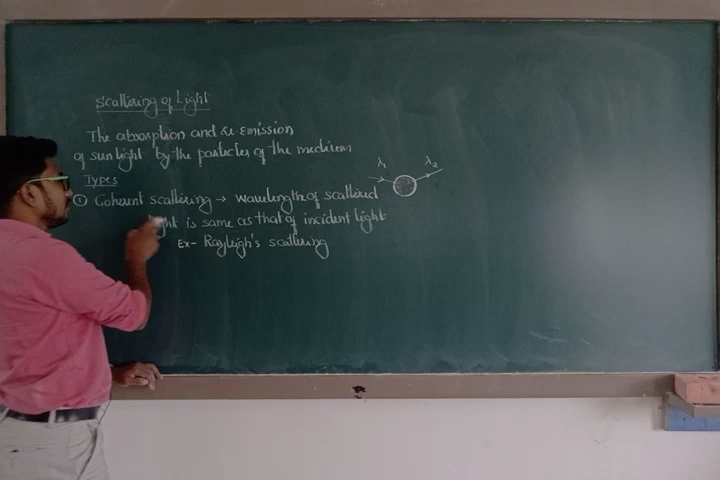 Scattering of Light
The absorption and re emission
of sunlight by the particles of the medium
Types
① Coherent scattering → wavelength of scattered
light is same as that of incident light
Ex- Rayleigh's scattering
λ₁ λ₂